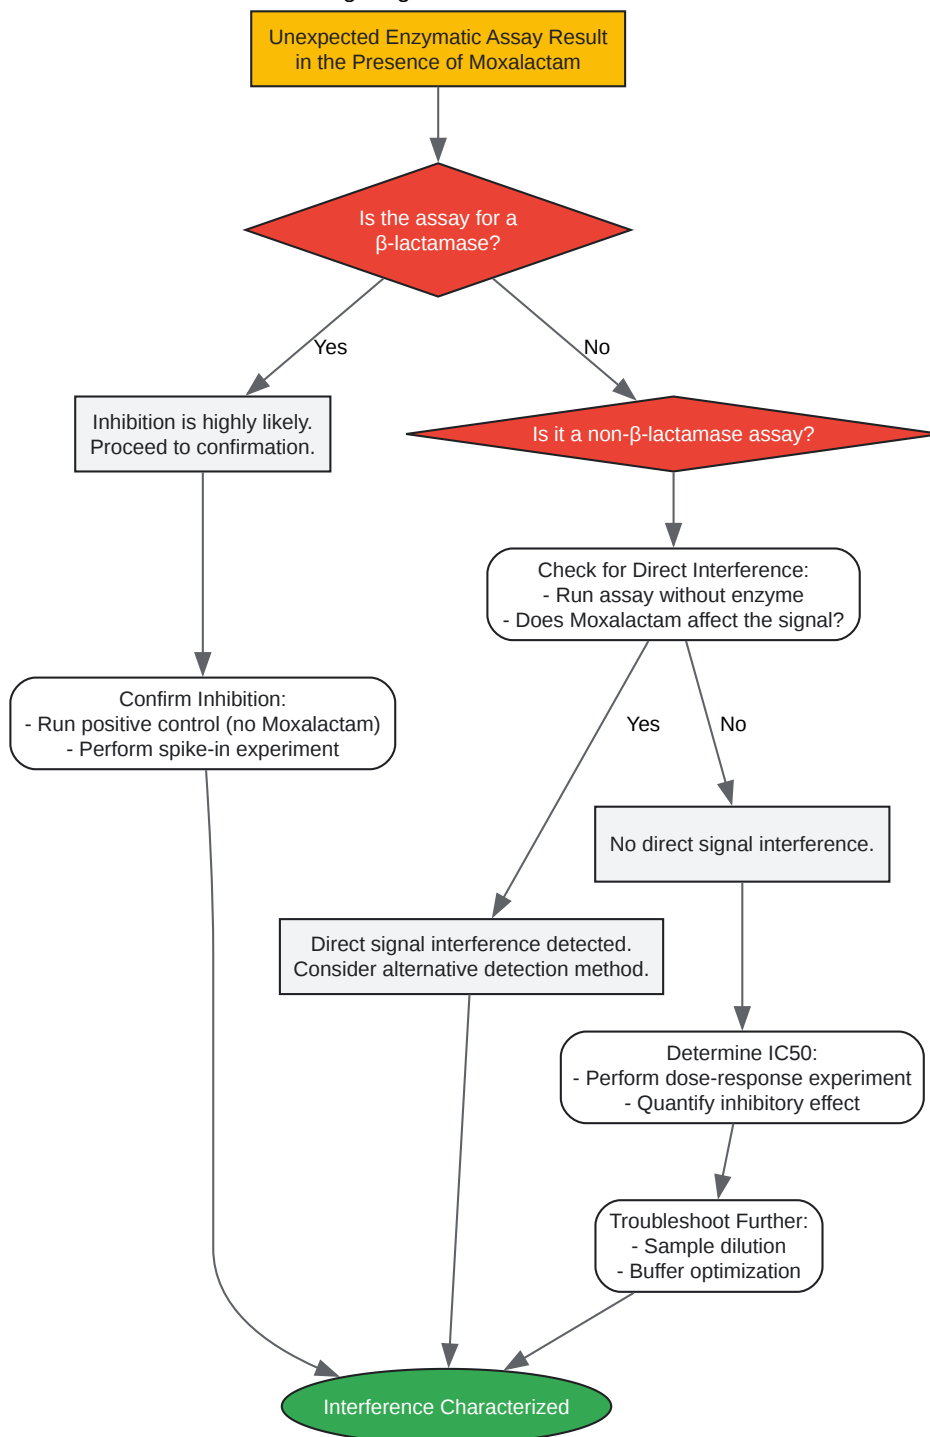 Unexpected Enzymatic Assay Result
in the Presence of Moxalactam
Is the assay for a
β-lactamase?
Yes
No
Inhibition is highly likely.
Proceed to confirmation.
Is it a non-β-lactamase assay?
Check for Direct Interference:
- Run assay without enzyme
- Does Moxalactam affect the signal?
Confirm Inhibition:
- Run positive control (no Moxalactam)
- Perform spike-in experiment
Yes
No
No direct signal interference.
Direct signal interference detected.
Consider alternative detection method.
Determine IC50:
- Perform dose-response experiment
- Quantify inhibitory effect
Troubleshoot Further:
- Sample dilution
- Buffer optimization
Interference Characterized